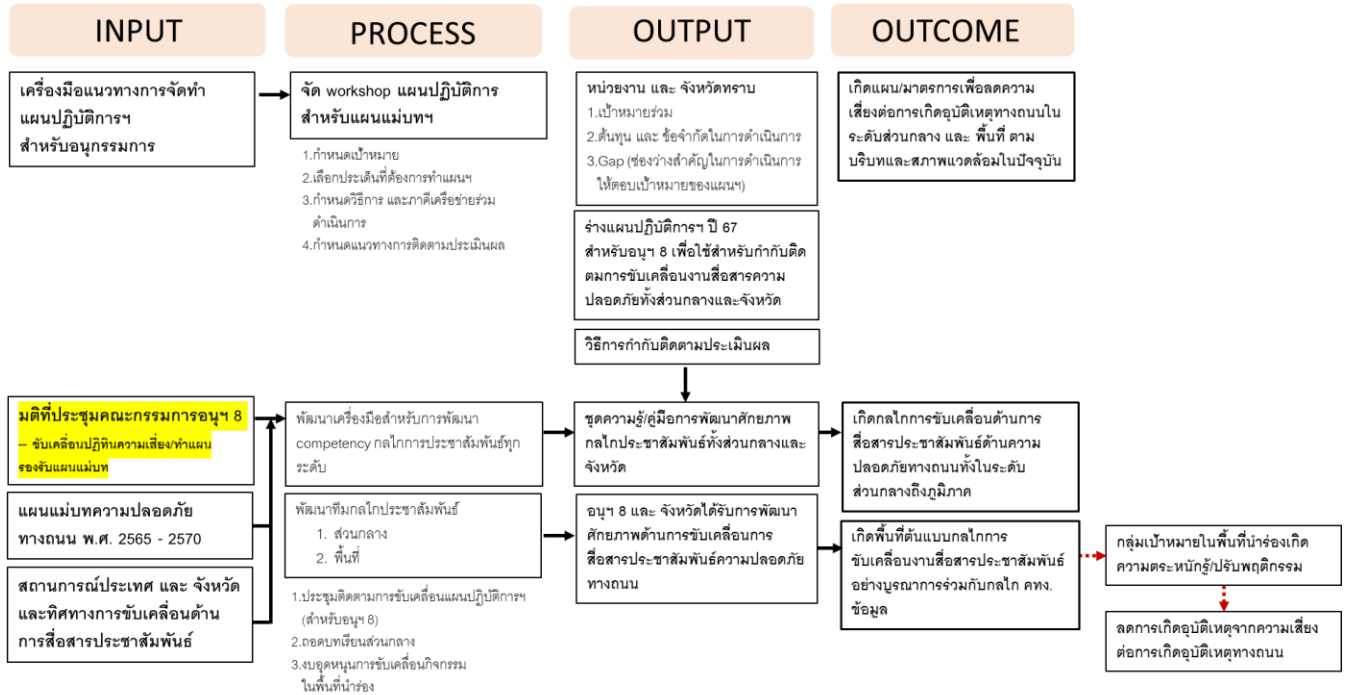 INPUT
PROCESS
OUTPUT
OUTCOME
เครื่องมือแนวทางการจัดทำ
แผนปฏิบัติการฯ
สำหรับอนุกรรมการ
จัด workshop แผนปฏิบัติการ
สำหรับแผนแม่บทฯ
1.กำหนดเป้าหมาย
2.เลือกประเด็นที่ต้องการทำแผนฯ
3.กำหนดวิธีการ และภาคีเครือข่ายร่วม
ดำเนินการ
4.กำหนดแนวทางการติดตามประเมินผล
หน่วยงาน และ จังหวัดทราบ
1.เป้าหมายร่วม
2.ต้นทุน และ ข้อจำกัดในการดำเนินการ
3.Gap (ช่องว่างสำคัญในการดำเนินการ
ให้ตอบเป้าหมายของแผนฯ)
เกิดแผน/มาตรการเพื่อลดความ
เสี่ยงต่อการเกิดอุบัติเหตุทางถนนใน
ระดับส่วนกลาง และ พื้นที่ ตาม
บริบทและสภาพแวดล้อมในปัจจุบัน
ร่างแผนปฏิบัติการฯ ปี 67
สำหรับอนุฯ 8 เพื่อใช้สำหรับกำกับติด
ตมการขับเคลื่อนงานสื่อสารความ
ปลอดภัยทั้งส่วนกลางและจังหวัด
วิธีการกำกับติดตามประเมินผล
มติที่ประชุมคณะกรรมการอนุฯ 8
– ขับเคลื่อนปฏิทินความเสี่ยง/ทำแผน
รองรับแผนแม่บท
แผนแม่บทความปลอดภัย
ทางถนน พ.ศ. 2565 - 2570
สถานการณ์ประเทศ และ จังหวัด
และทิศทางการขับเคลื่อนด้าน
การสื่อสารประชาสัมพันธ์
พัฒนาเครื่องมือสำหรับการพัฒนา
competency กลไกการประชาสัมพันธ์ทุก
ระดับ
พัฒนาทีมกลไกประชาสัมพันธ์
1. ส่วนกลาง
2. พื้นที่
1.ประชุมติดตามการขับเคลื่อนแผนปฏิบัติการฯ
(สำหรับอนุฯ 8)
2.ถอดบทเรียนส่วนกลาง
3.งบอุดหนุนการขับเคลื่อนกิจกรรม
ในพื้นที่นำร่อง
ชุดความรู้/คู่มือการพัฒนาศักยภาพ
กลไกประชาสัมพันธ์ทั้งส่วนกลางและ
จังหวัด
อนุฯ 8 และ จังหวัดได้รับการพัฒนา
ศักยภาพด้านการขับเคลื่อนการ
สื่อสารประชาสัมพันธ์ความปลอดภัย
ทางถนน
เกิดกลไกการขับเคลื่อนด้านการ
สื่อสารประชาสัมพันธ์ด้านความ
ปลอดภัยทางถนนทั้งในระดับ
ส่วนกลางถึงภูมิภาค
เกิดพื้นที่ต้นแบบกลไกการ
ขับเคลื่อนงานสื่อสารประชาสัมพันธ์
อย่างบูรณาการร่วมกับกลไก คทง.
ข้อมูล
กลุ่มเป้าหมายในพื้นที่นำร่องเกิด
ความตระหนักรู้/ปรับพฤติกรรม
ลดการเกิดอุบัติเหตุจากความเสี่ยง
ต่อการเกิดอุบัติเหตุทางถนน